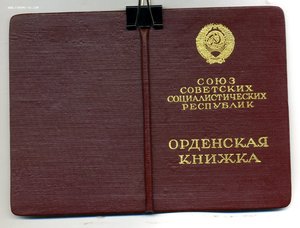 СОЮЗ
СОВЕТСКИХ
СОЦИАЛИСТИЧЕСКИХ
РЕСПУБЛИК
ОРДЕНСКАЯ
КНИЖКА